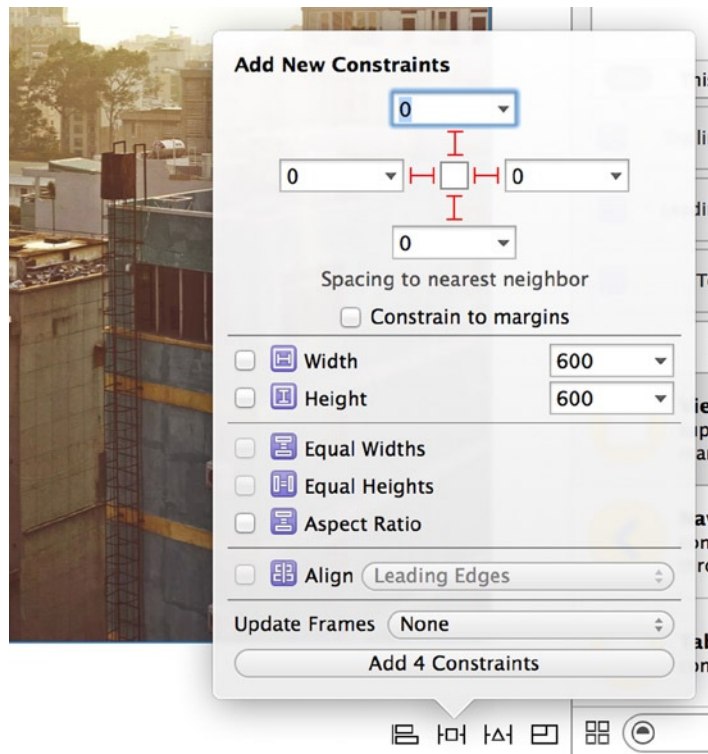 Add New Constraints
0
0
0
0
Spacing to nearest neighbor
Constrain to margins
Width 600
Height 600
Equal Widths
Equal Heights
Aspect Ratio
Align Leading Edges
Update Frames None
Add 4 Constraints